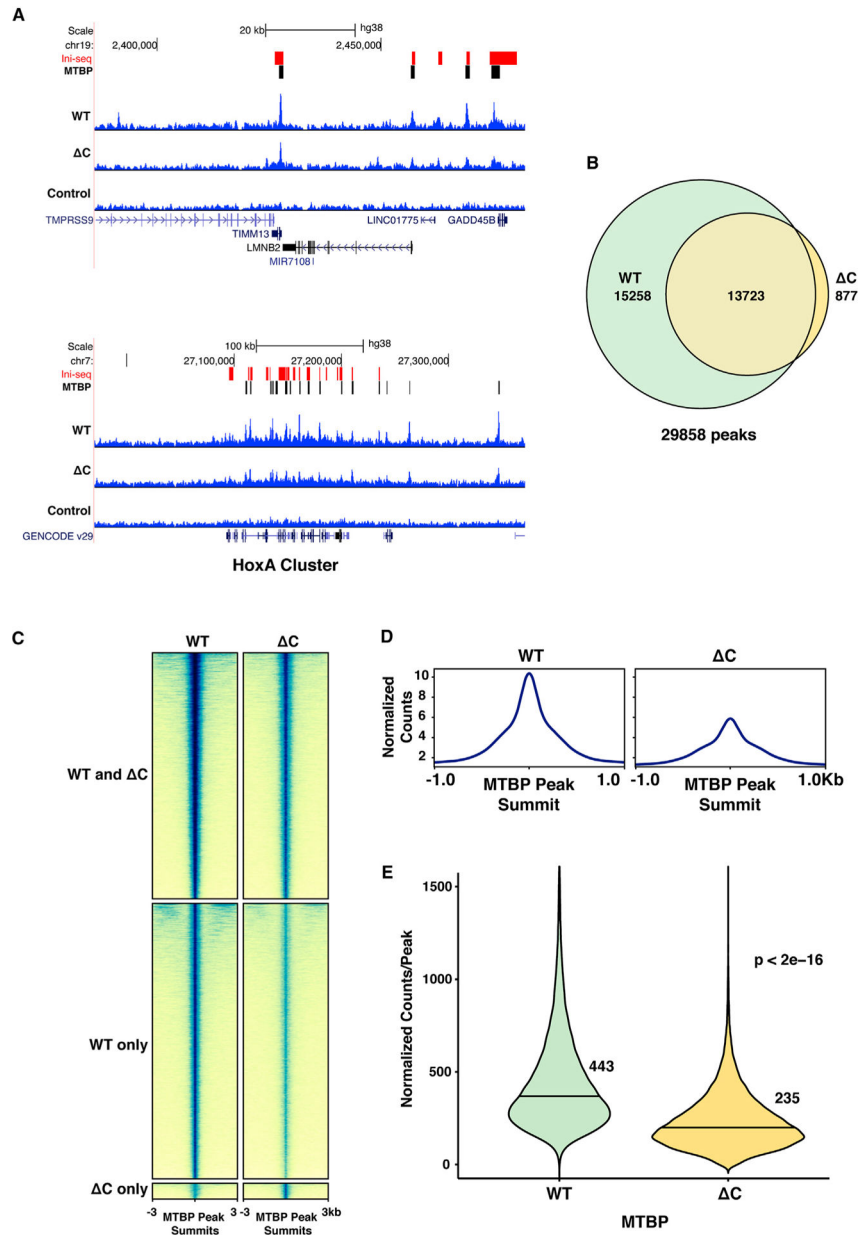 A
Scale 20 kb hg38
chr19: 2,400,000 2,450,000
Ini-seq
MTBP
WT
ΔC
Control
TMPRSS9 LINC01775 GADD45B
TIMM13
LMNB2
MIR7108
Scale 100 kb hg38
chr7: 27,100,000 27,200,000 27,300,000
Ini-seq
MTBP
WT
ΔC
Control
GENCODE v29
HoxA Cluster
B
WT ΔC
15258 13723 877
29858 peaks
C
WT ΔC
WT and ΔC
WT only
ΔC only
-3 3 -3 3kb
MTBP Peak MTBP Peak
Summits Summits
D
WT ΔC
Normalized
Counts
10
8
6
4
2
-1.0 1.0 -1.0 1.0Kb
MTBP Peak MTBP Peak
Summit Summit
E
Normalized Counts/Peak
1500
1000
500
0
p < 2e−16
443
235
WT ΔC
MTBP